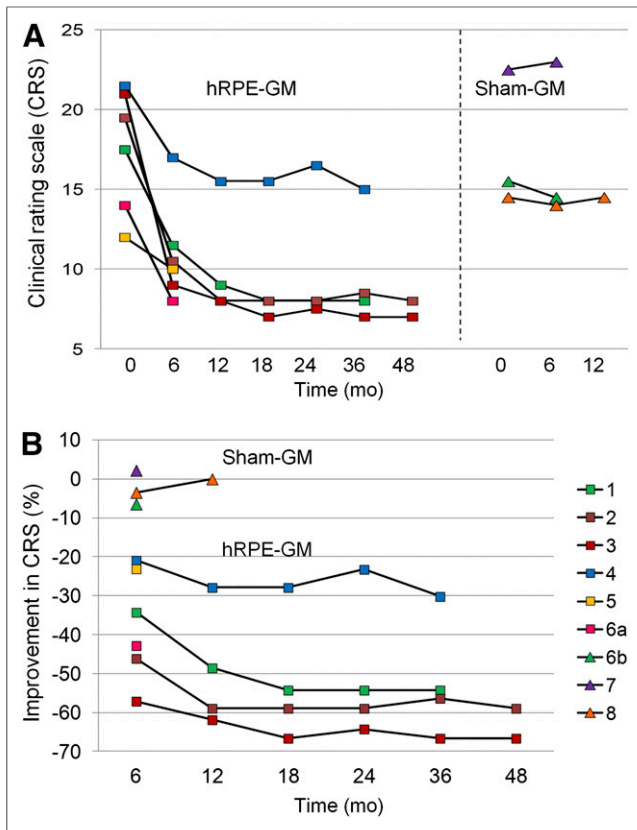 A
Clinical rating scale (CRS)
25
20
15
10
5
hRPE-GM
Sham-GM
0 6 12 18 24 36 48
0 6 12
Time (mo)
Time (mo)
B
Improvement in CRS (%)
10
0
-10
-20
-30
-40
-50
-60
-70
Sham-GM
hRPE-GM
6 12 18 24 36 48
Time (mo)
1
2
3
4
5
6a
6b
7
8